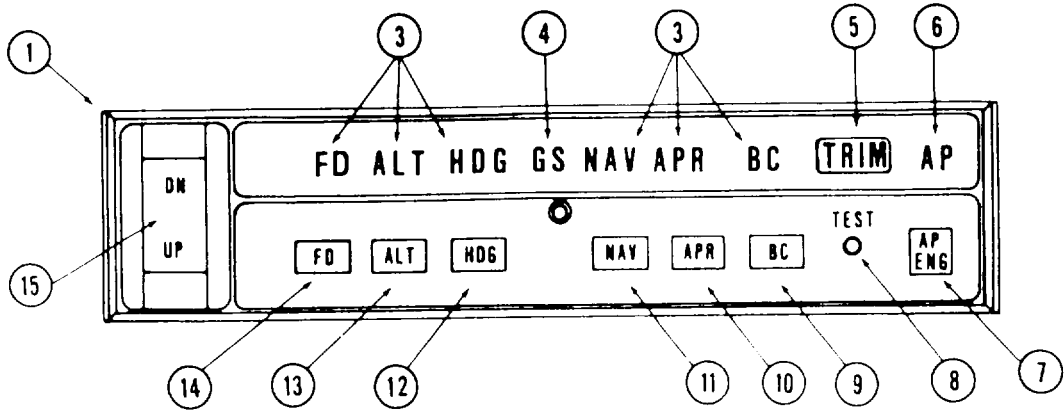 3 4 3 5 6
1
FD ALT HDG GS NAV APR BC TRIM AP
DN
UP
TEST
FD ALT HDG NAV APR BC AP ENG
15
14 13 12 11 10 9 8 7